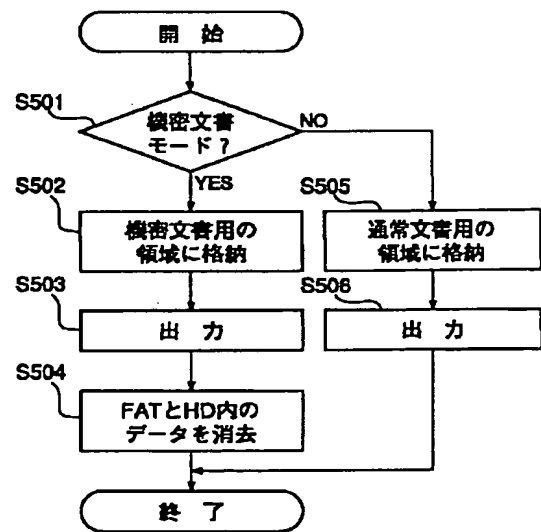 開 始
S501
機密文書
モード？
NO
YES
S502
機密文書用の
領域に格納
S505
通常文書用の
領域に格納
S503
出 力
S506
出 力
S504
FATとHD内の
データを消去
終 了